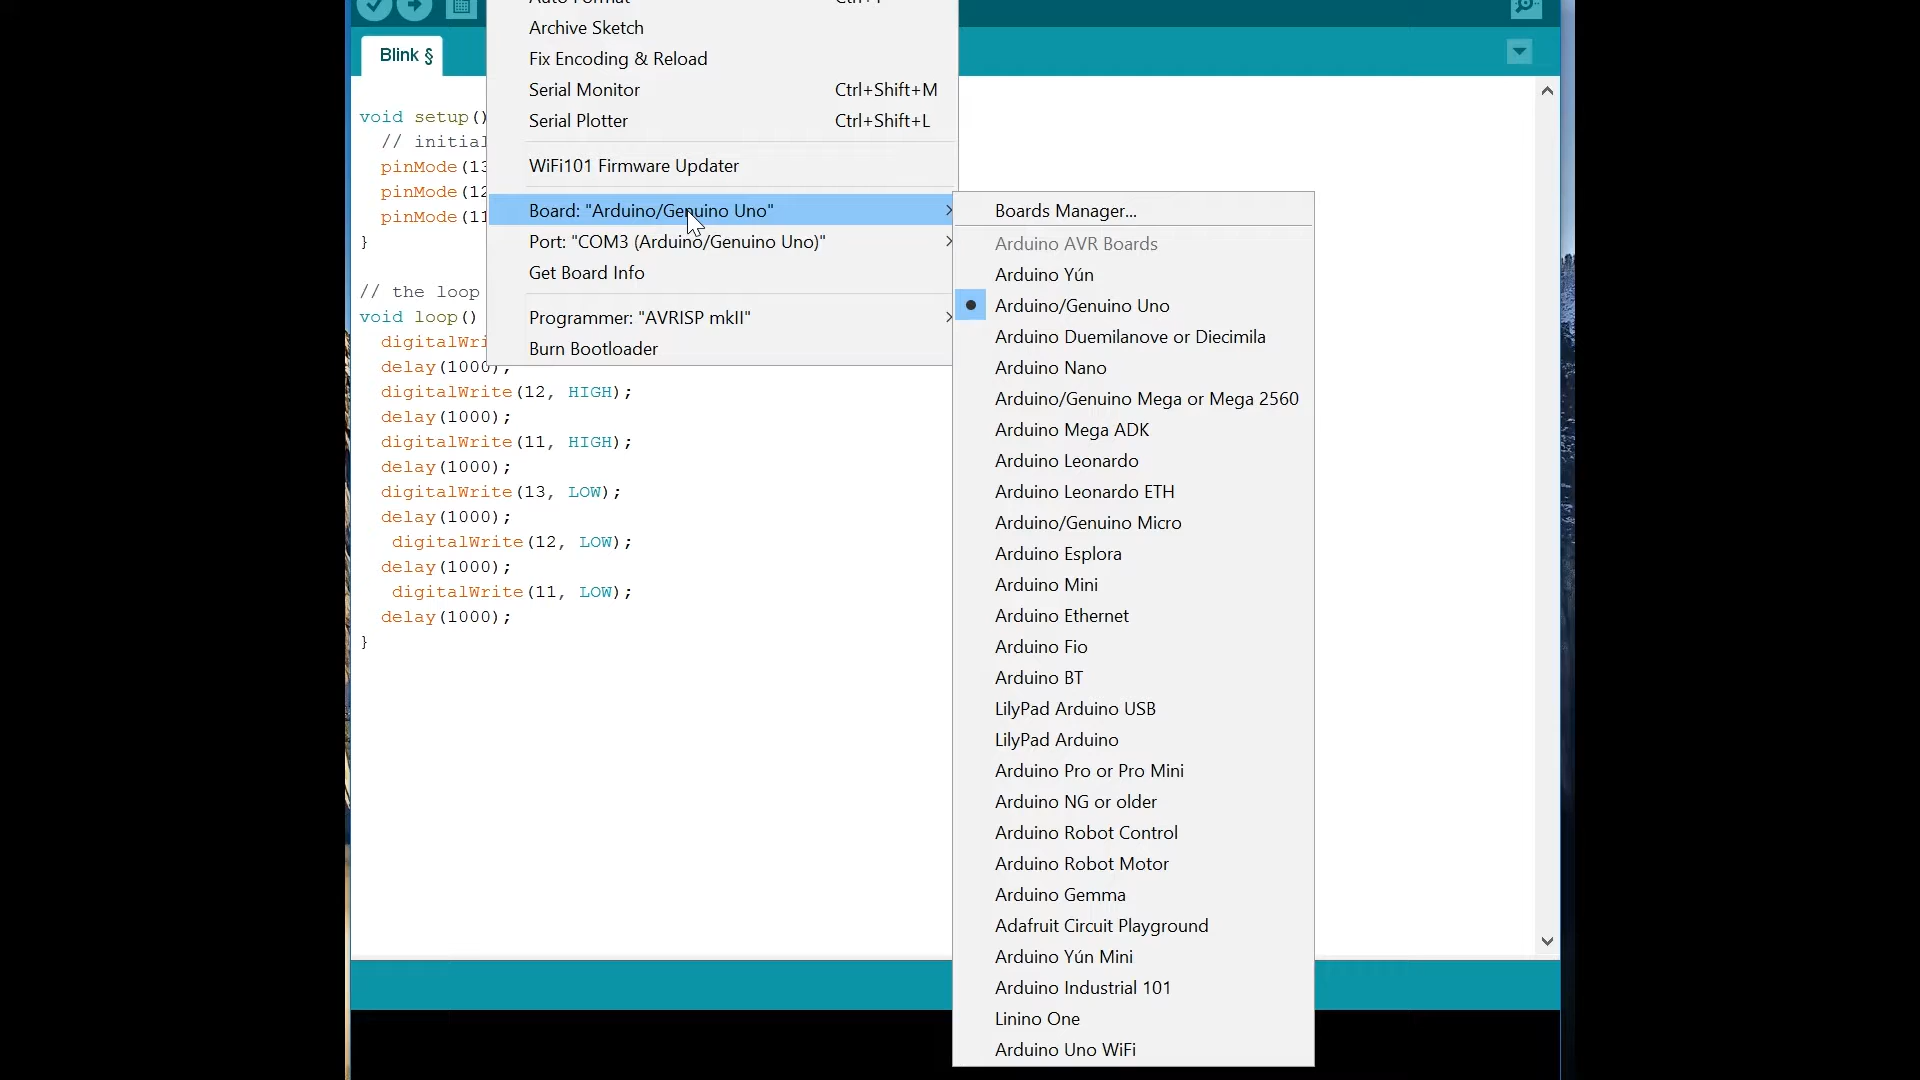 Auto Format
Archive Sketch
Fix Encoding & Reload
Serial Monitor Ctrl+Shift+M
Serial Plotter Ctrl+Shift+L
WiFi101 Firmware Updater
Board: "Arduino/Genuino Uno"
Port: "COM3 (Arduino/Genuino Uno)"
Get Board Info
Programmer: "AVRISP mkII"
Burn Bootloader
Boards Manager...
Arduino AVR Boards
Arduino Yún
Arduino/Genuino Uno
Arduino Duemilanove or Diecimila
Arduino Nano
Arduino/Genuino Mega or Mega 2560
Arduino Mega ADK
Arduino Leonardo
Arduino Leonardo ETH
Arduino/Genuino Micro
Arduino Esplora
Arduino Mini
Arduino Ethernet
Arduino Fio
Arduino BT
LilyPad Arduino USB
LilyPad Arduino
Arduino Pro or Pro Mini
Arduino NG or older
Arduino Robot Control
Arduino Robot Motor
Arduino Gemma
Adafruit Circuit Playground
Arduino Yún Mini
Arduino Industrial 101
Linino One
Arduino Uno WiFi
Blink §
void setup()
// initial
pinMode(13
pinMode(12
pinMode(11
}
// the loop
void loop()
digitalWri
delay(1000);
digitalWrite(12, HIGH);
delay(1000);
digitalWrite(11, HIGH);
delay(1000);
digitalWrite(13, LOW);
delay(1000);
digitalWrite(12, LOW);
delay(1000);
digitalWrite(11, LOW);
delay(1000);
}